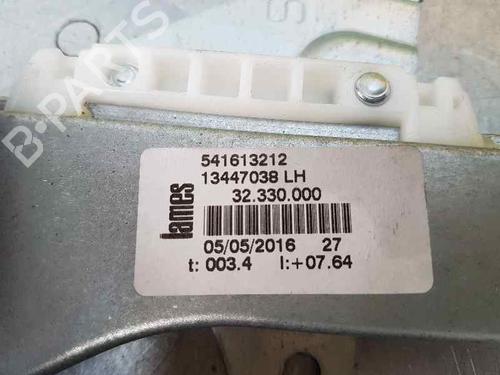 541613212
13447038 LH
32.330.000
lames
05/05/2016 27
t: 003.4 l:+07.64
B-PARTS